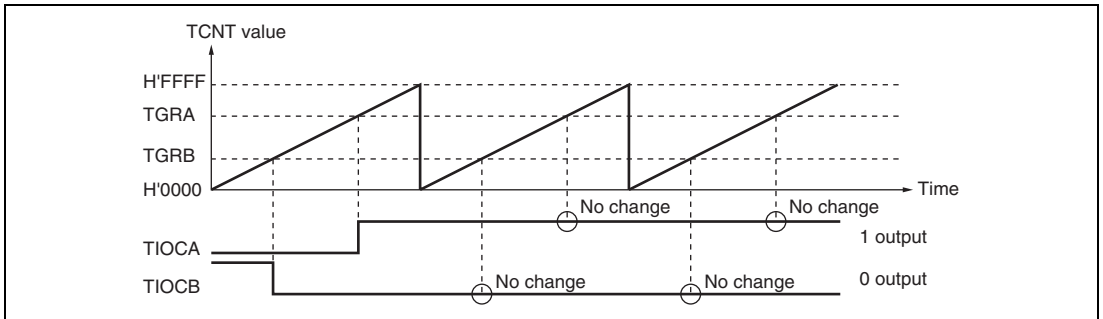 TCNT value
H'FFFF
TGRA
TGRB
H'0000
Time
No change
No change
TIOCA
1 output
TIOCB
No change
No change
0 output